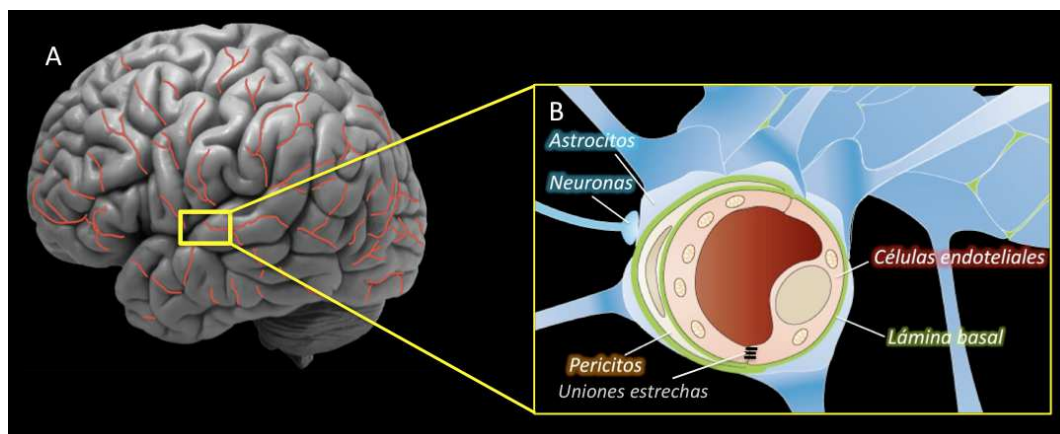 A
B
Astrocitos
Neuronas
Células endoteliales
Lámina basal
Pericitos
Uniones estrechas